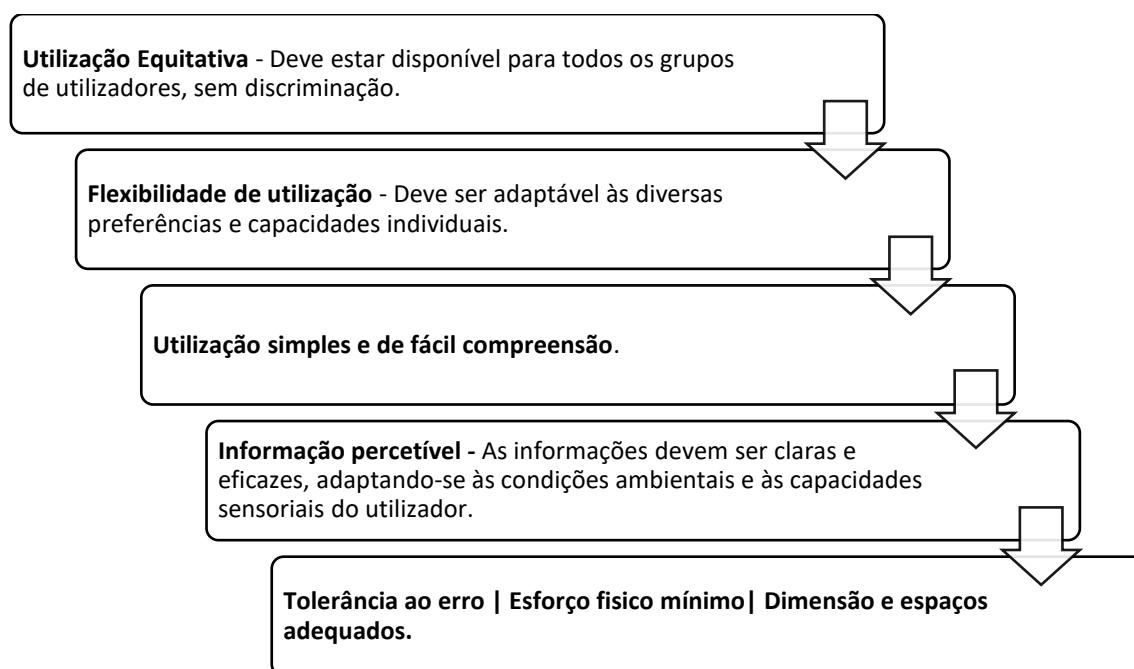 Utilização Equitativa - Deve estar disponível para todos os grupos
de utilizadores, sem discriminação.
Flexibilidade de utilização - Deve ser adaptável às diversas
preferências e capacidades individuais.
Utilização simples e de fácil compreensão.
Informação percetível - As informações devem ser claras e
eficazes, adaptando-se às condições ambientais e às capacidades
sensoriais do utilizador.
Tolerância ao erro | Esforço fisico mínimo| Dimensão e espaços
adequados.